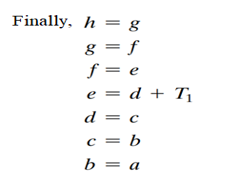 Finally, h = g
g = f
f = e
e = d + T₁
d = c
c = b
b = a